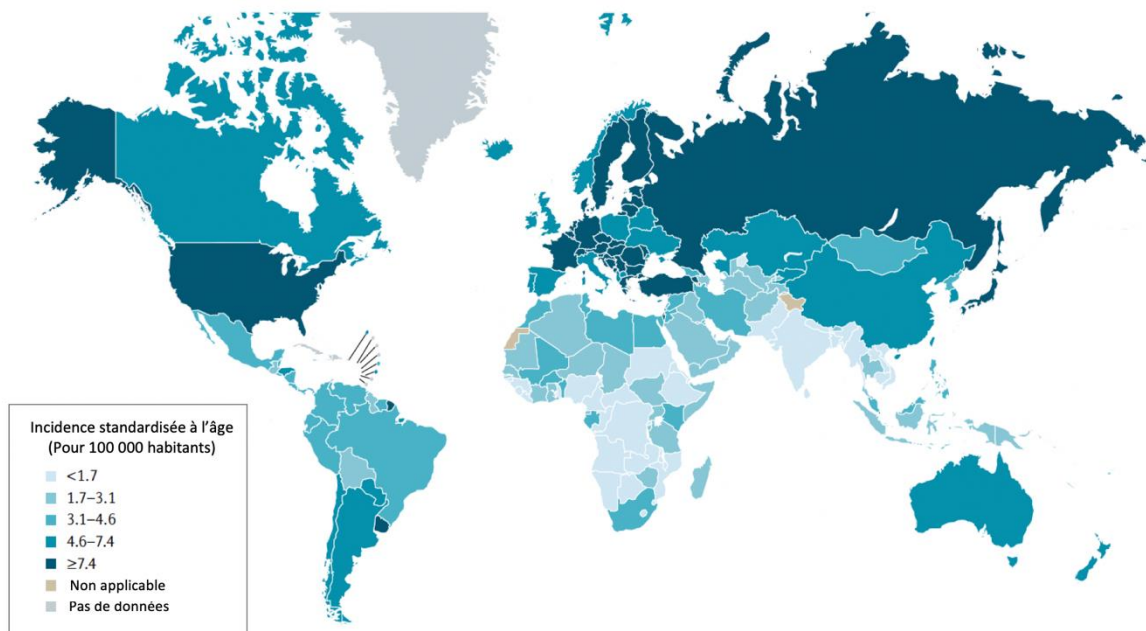 Incidence standardisée à l’âge
(Pour 100 000 habitants)
<1.7
1.7–3.1
3.1–4.6
4.6–7.4
≥7.4
Non applicable
Pas de données